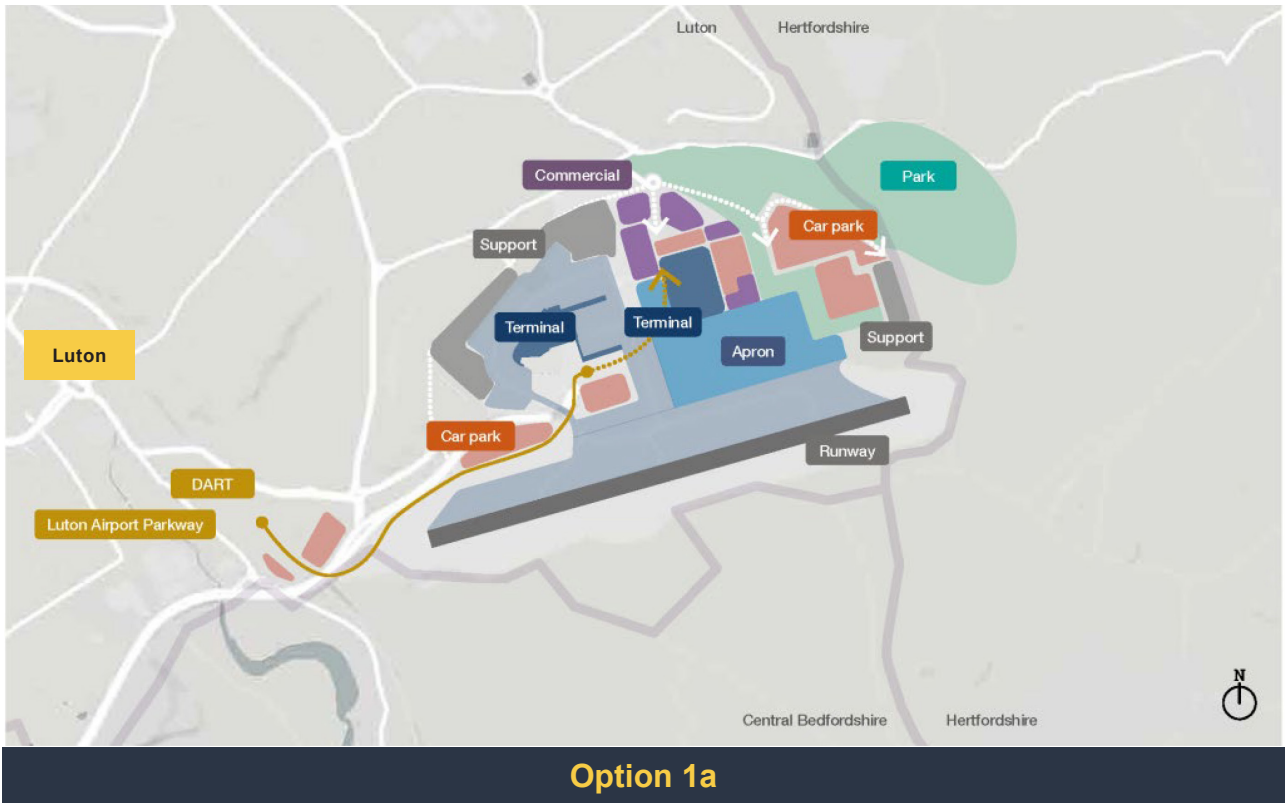 Luton
Hertfordshire
Commercial
Park
Car park
Support
Terminal
Terminal
Apron
Support
Luton
Car park
Runway
DART
Luton Airport Parkway
N
Central Bedfordshire
Hertfordshire
Option 1a